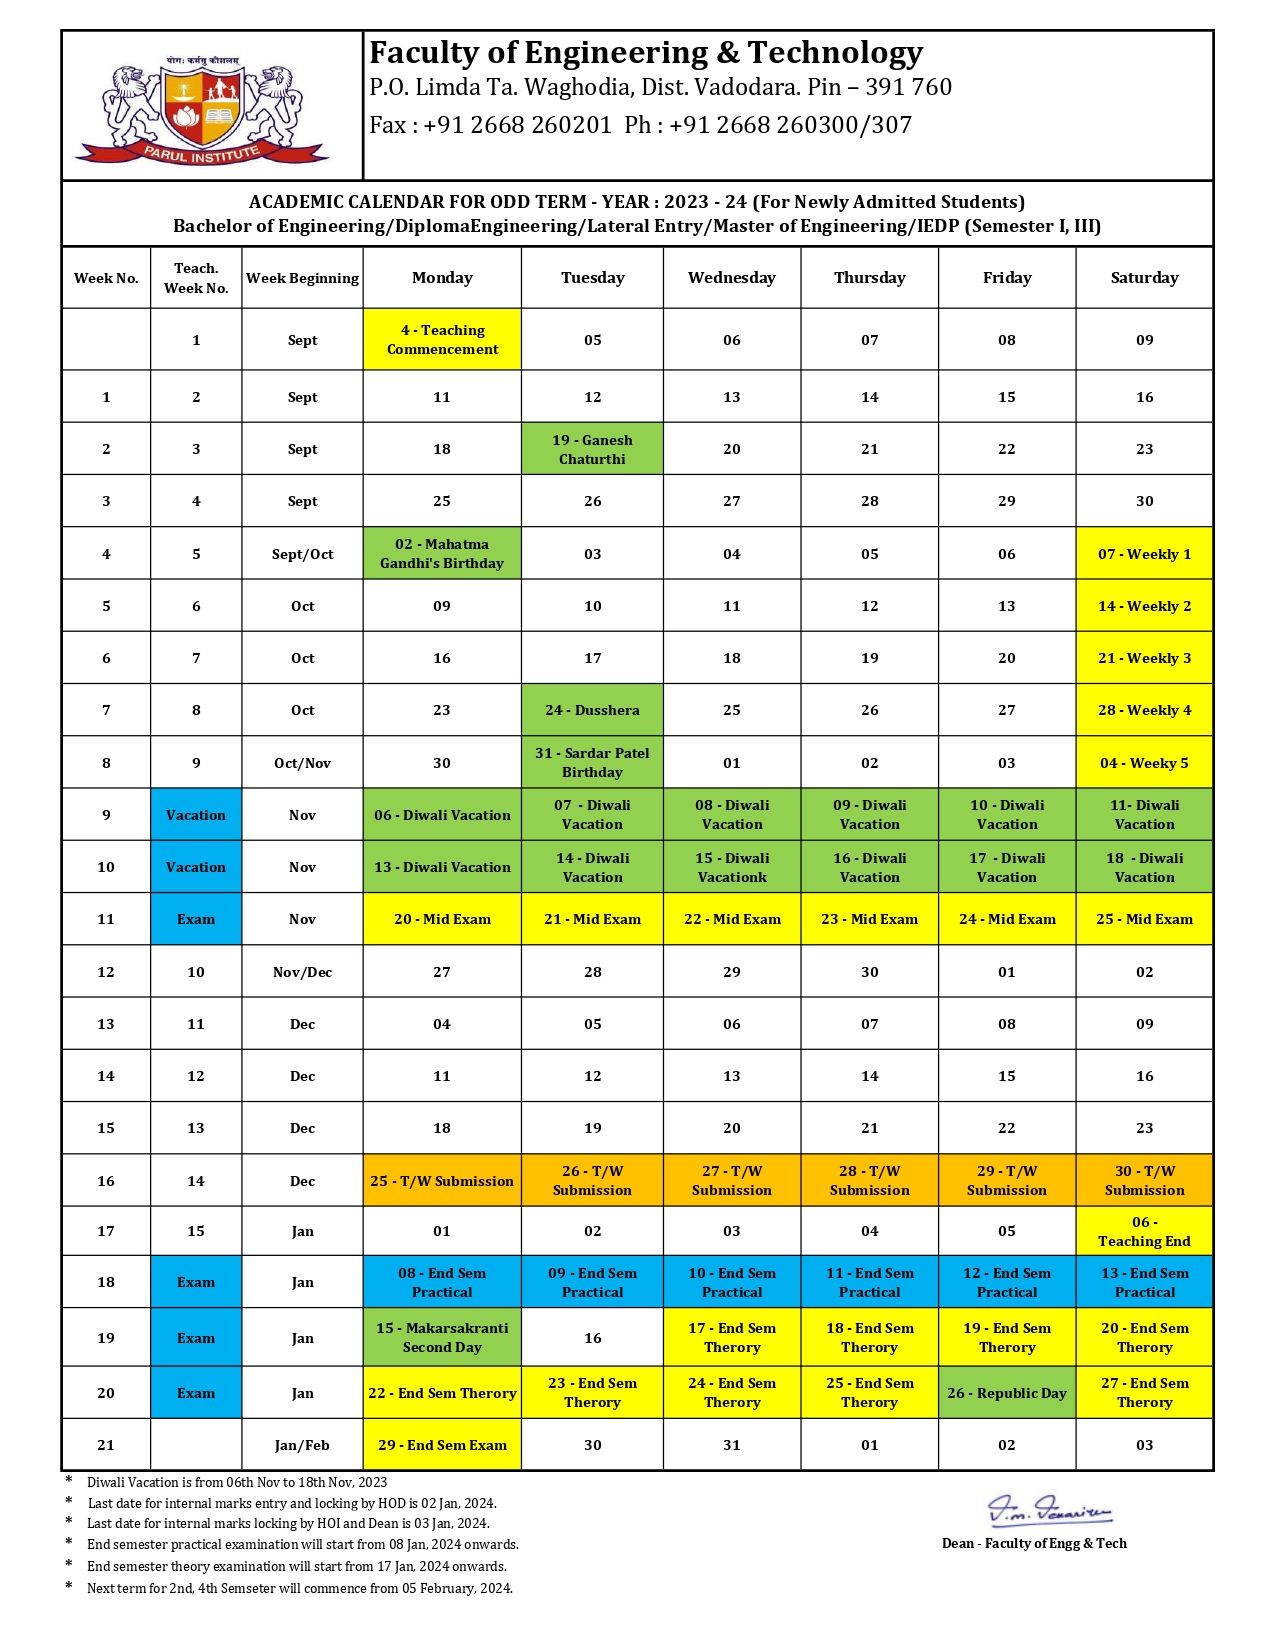 योगः कर्मसु कौशलम्
PARUL INSTITUTE
Faculty of Engineering & Technology
P.O. Limda Ta. Waghodia, Dist. Vadodara. Pin – 391 760
Fax : +91 2668 260201 Ph : +91 2668 260300/307
ACADEMIC CALENDAR FOR ODD TERM - YEAR : 2023 - 24 (For Newly Admitted Students)
Bachelor of Engineering/DiplomaEngineering/Lateral Entry/Master of Engineering/IEDP (Semester I, III)
Week No. Teach. Week No. Week Beginning Monday Tuesday Wednesday Thursday Friday Saturday
1 Sept 4 - Teaching Commencement 05 06 07 08 09
1 2 Sept 11 12 13 14 15 16
2 3 Sept 18 19 - Ganesh Chaturthi 20 21 22 23
3 4 Sept 25 26 27 28 29 30
4 5 Sept/Oct 02 - Mahatma Gandhi's Birthday 03 04 05 06 07 - Weekly 1
5 6 Oct 09 10 11 12 13 14 - Weekly 2
6 7 Oct 16 17 18 19 20 21 - Weekly 3
7 8 Oct 23 24 - Dusshera 25 26 27 28 - Weekly 4
8 9 Oct/Nov 30 31 - Sardar Patel Birthday 01 02 03 04 - Weeky 5
9 Vacation Nov 06 - Diwali Vacation 07 - Diwali Vacation 08 - Diwali Vacation 09 - Diwali Vacation 10 - Diwali Vacation 11- Diwali Vacation
10 Vacation Nov 13 - Diwali Vacation 14 - Diwali Vacation 15 - Diwali Vacationk 16 - Diwali Vacation 17 - Diwali Vacation 18 - Diwali Vacation
11 Exam Nov 20 - Mid Exam 21 - Mid Exam 22 - Mid Exam 23 - Mid Exam 24 - Mid Exam 25 - Mid Exam
12 10 Nov/Dec 27 28 29 30 01 02
13 11 Dec 04 05 06 07 08 09
14 12 Dec 11 12 13 14 15 16
15 13 Dec 18 19 20 21 22 23
16 14 Dec 25 - T/W Submission 26 - T/W Submission 27 - T/W Submission 28 - T/W Submission 29 - T/W Submission 30 - T/W Submission
17 15 Jan 01 02 03 04 05 06 - Teaching End
18 Exam Jan 08 - End Sem Practical 09 - End Sem Practical 10 - End Sem Practical 11 - End Sem Practical 12 - End Sem Practical 13 - End Sem Practical
19 Exam Jan 15 - Makarsakranti Second Day 16 17 - End Sem Therory 18 - End Sem Therory 19 - End Sem Therory 20 - End Sem Therory
20 Exam Jan 22 - End Sem Therory 23 - End Sem Therory 24 - End Sem Therory 25 - End Sem Therory 26 - Republic Day 27 - End Sem Therory
21 Jan/Feb 29 - End Sem Exam 30 31 01 02 03
* Diwali Vacation is from 06th Nov to 18th Nov, 2023
* Last date for internal marks entry and locking by HOD is 02 Jan, 2024.
* Last date for internal marks locking by HOI and Dean is 03 Jan, 2024.
* End semester practical examination will start from 08 Jan, 2024 onwards.
* End semester theory examination will start from 17 Jan, 2024 onwards.
* Next term for 2nd, 4th Semseter will commence from 05 February, 2024.
Dean - Faculty of Engg & Tech